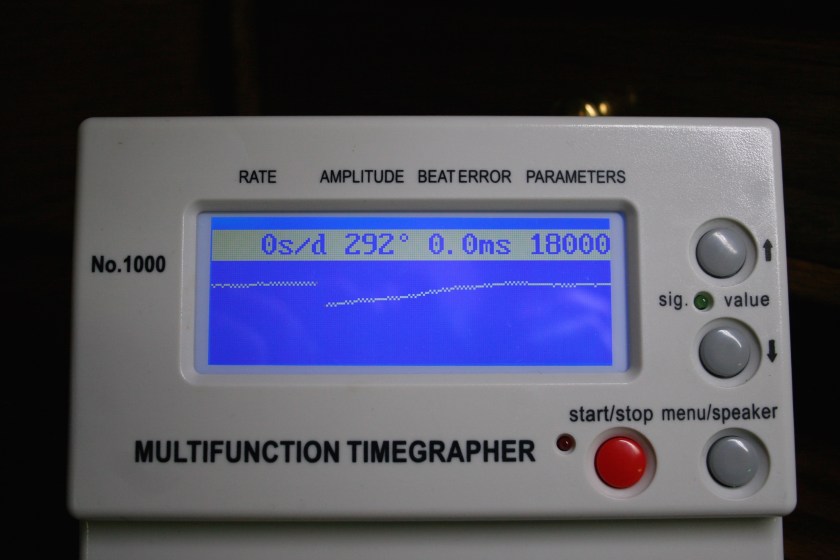 RATE AMPLITUDE BEAT ERROR PARAMETERS
0s/d 292° 0.0ms 18000
No.1000
sig. value
start/stop menu/speaker
MULTIFUNCTION TIMEGRAPHER